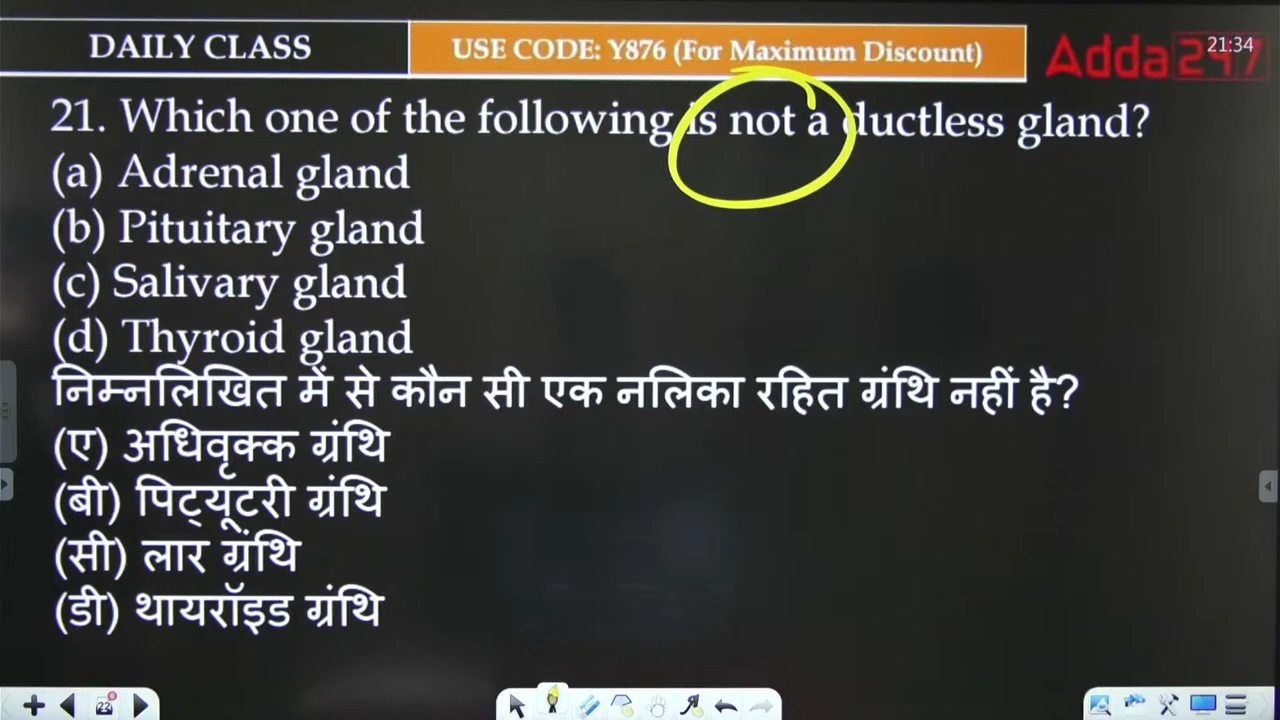 DAILY CLASS
USE CODE: Y876 (For Maximum Discount)
Adda247
21:34
21. Which one of the following is not a ductless gland?
(a) Adrenal gland
(b) Pituitary gland
(c) Salivary gland
(d) Thyroid gland
निम्नलिखित में से कौन सी एक नलिका रहित ग्रंथि नहीं है?
(ए) अधिवृक्क ग्रंथि
(बी) पिट्यूटरी ग्रंथि
(सी) लार ग्रंथि
(डी) थायरॉइड ग्रंथि
22